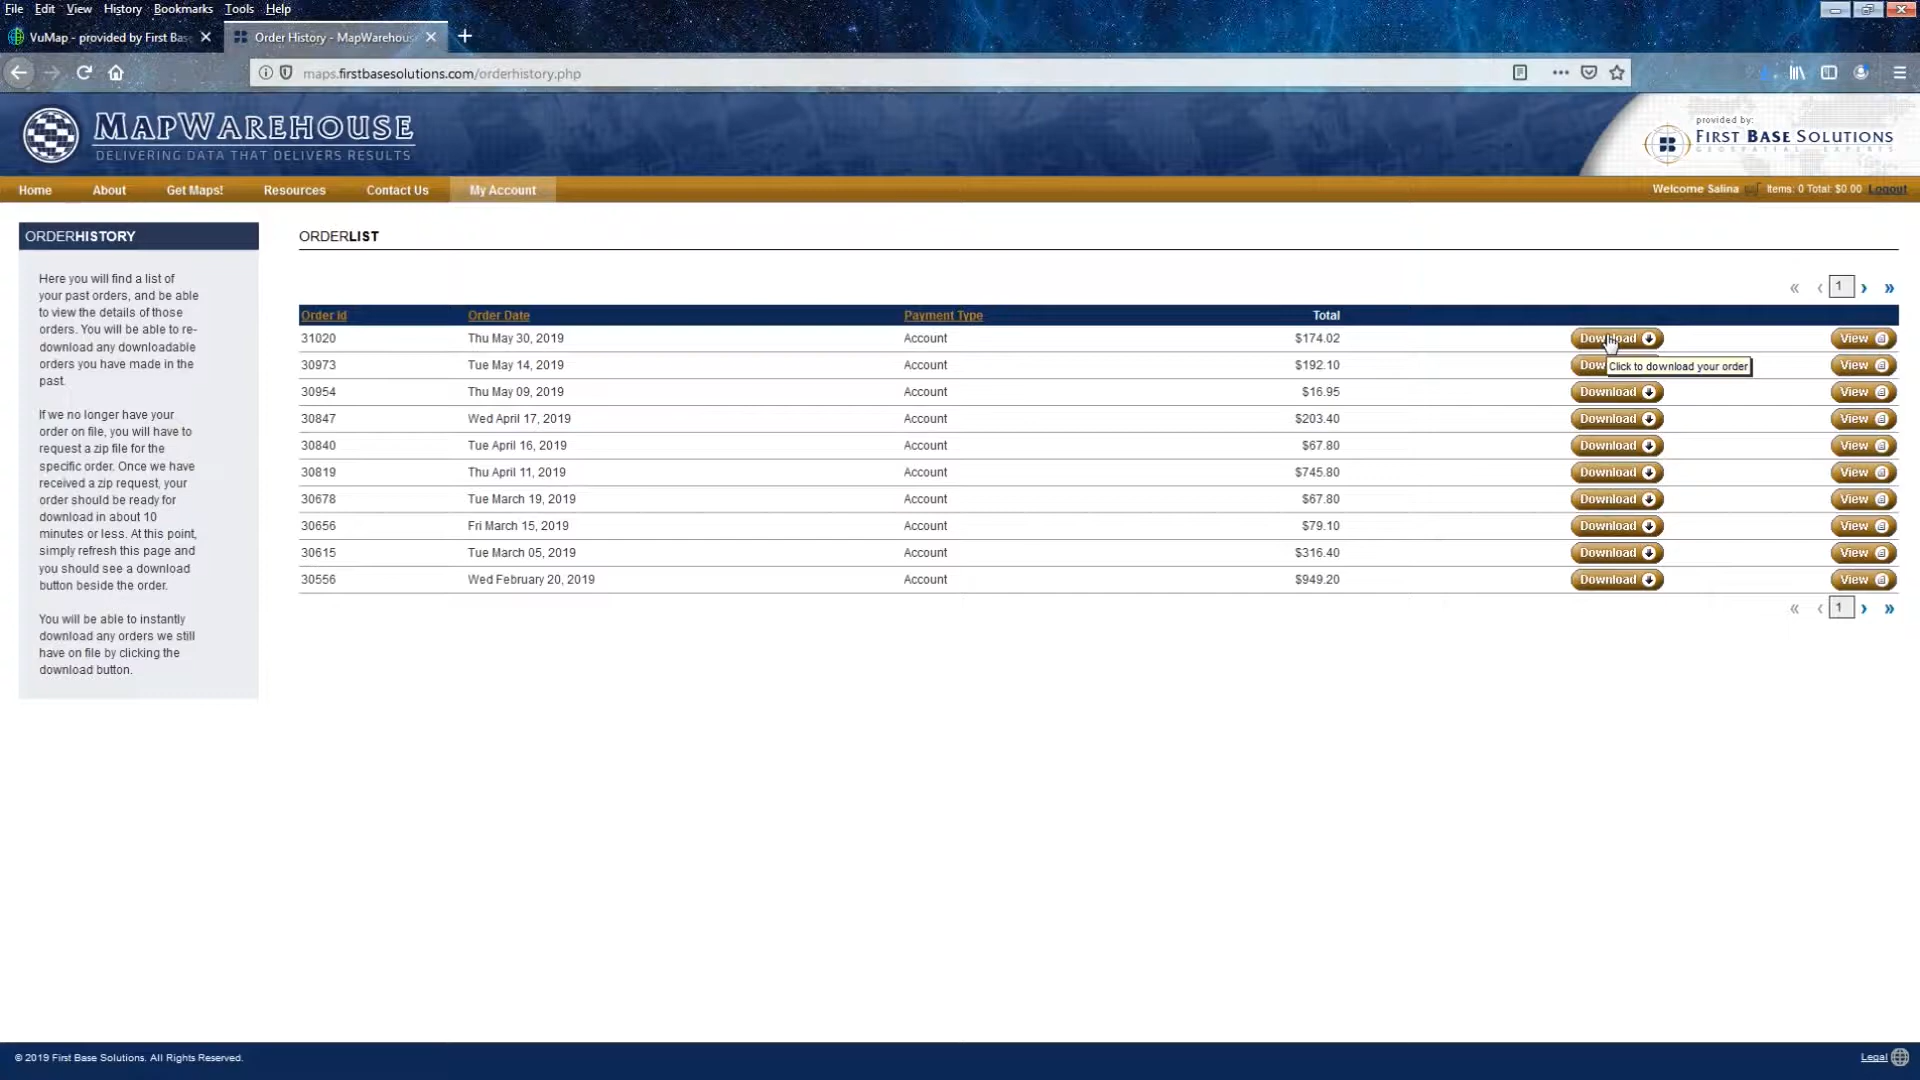 File Edit View History Bookmarks Tools Help
VuMap - provided by First Bas
Order History - MapWarehous
maps.firstbasesolutions.com/orderhistory.php
MAPWAREHOUSE
DELIVERING DATA THAT DELIVERS RESULTS
provided by:
FIRST BASE SOLUTIONS
GEOSPATIAL EXPERTS
Home About Get Maps! Resources Contact Us My Account
Welcome Salina Items: 0 Total: $0.00 Logout
ORDERHISTORY
Here you will find a list of
your past orders, and be able
to view the details of those
orders. You will be able to re-
download any downloadable
orders you have made in the
past.
If we no longer have your
order on file, you will have to
request a zip file for the
specific order. Once we have
received a zip request, your
order should be ready for
download in about 10
minutes or less. At this point,
simply refresh this page and
you should see a download
button beside the order.
You will be able to instantly
download any orders we still
have on file by clicking the
download button.
ORDERLIST
« ‹ 1 › »
Order Id Order Date Payment Type Total
31020 Thu May 30, 2019 Account $174.02 Download View
30973 Tue May 14, 2019 Account $192.10 Dow View
Click to download your order
30954 Thu May 09, 2019 Account $16.95 Download View
30847 Wed April 17, 2019 Account $203.40 Download View
30840 Tue April 16, 2019 Account $67.80 Download View
30819 Thu April 11, 2019 Account $745.80 Download View
30678 Tue March 19, 2019 Account $67.80 Download View
30656 Fri March 15, 2019 Account $79.10 Download View
30615 Tue March 05, 2019 Account $316.40 Download View
30556 Wed February 20, 2019 Account $949.20 Download View
« ‹ 1 › »
© 2019 First Base Solutions. All Rights Reserved.
Legal